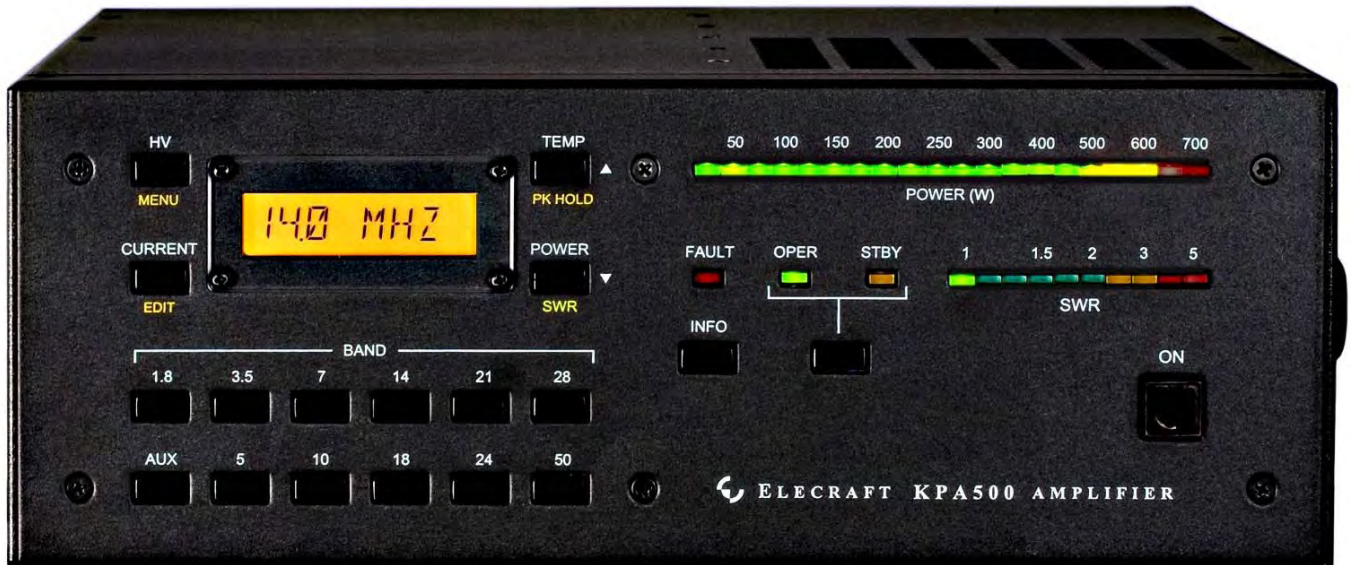 HV
MENU
CURRENT
EDIT
14.0 MHZ
TEMP
PK HOLD
POWER
SWR
BAND
1.8 3.5 7 14 21 28
AUX 5 10 18 24 50
50 100 150 200 250 300 400 500 600 700
POWER (W)
FAULT OPER STBY
INFO
1 1.5 2 3 5
SWR
ON
ELECRAFT KPA500 AMPLIFIER